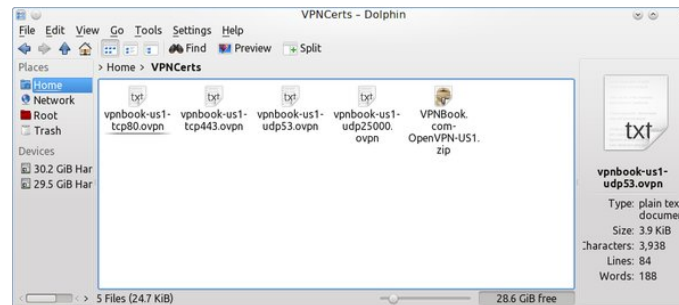 VPNCerts – Dolphin
File Edit View Go Tools Settings Help
Find Preview Split
Places
Home
Network
Root
Trash
Devices
30.2 GiB Har
29.5 GiB Har
> Home > VPNCerts
txt txt txt txt
vpnbook-us1-
tcp80.ovpn
vpnbook-us1-
tcp443.ovpn
vpnbook-us1-
udp53.ovpn
vpnbook-us1-
udp25000.
ovpn
VPNBook.
com-
OpenVPN-US1.
zip
5 Files (24.7 KiB)
28.6 GiB free
txt
vpnbook-us1-
udp53.ovpn
Type: plain tex
docume
Size: 3.9 KiB
Characters: 3,938
Lines: 84
Words: 188